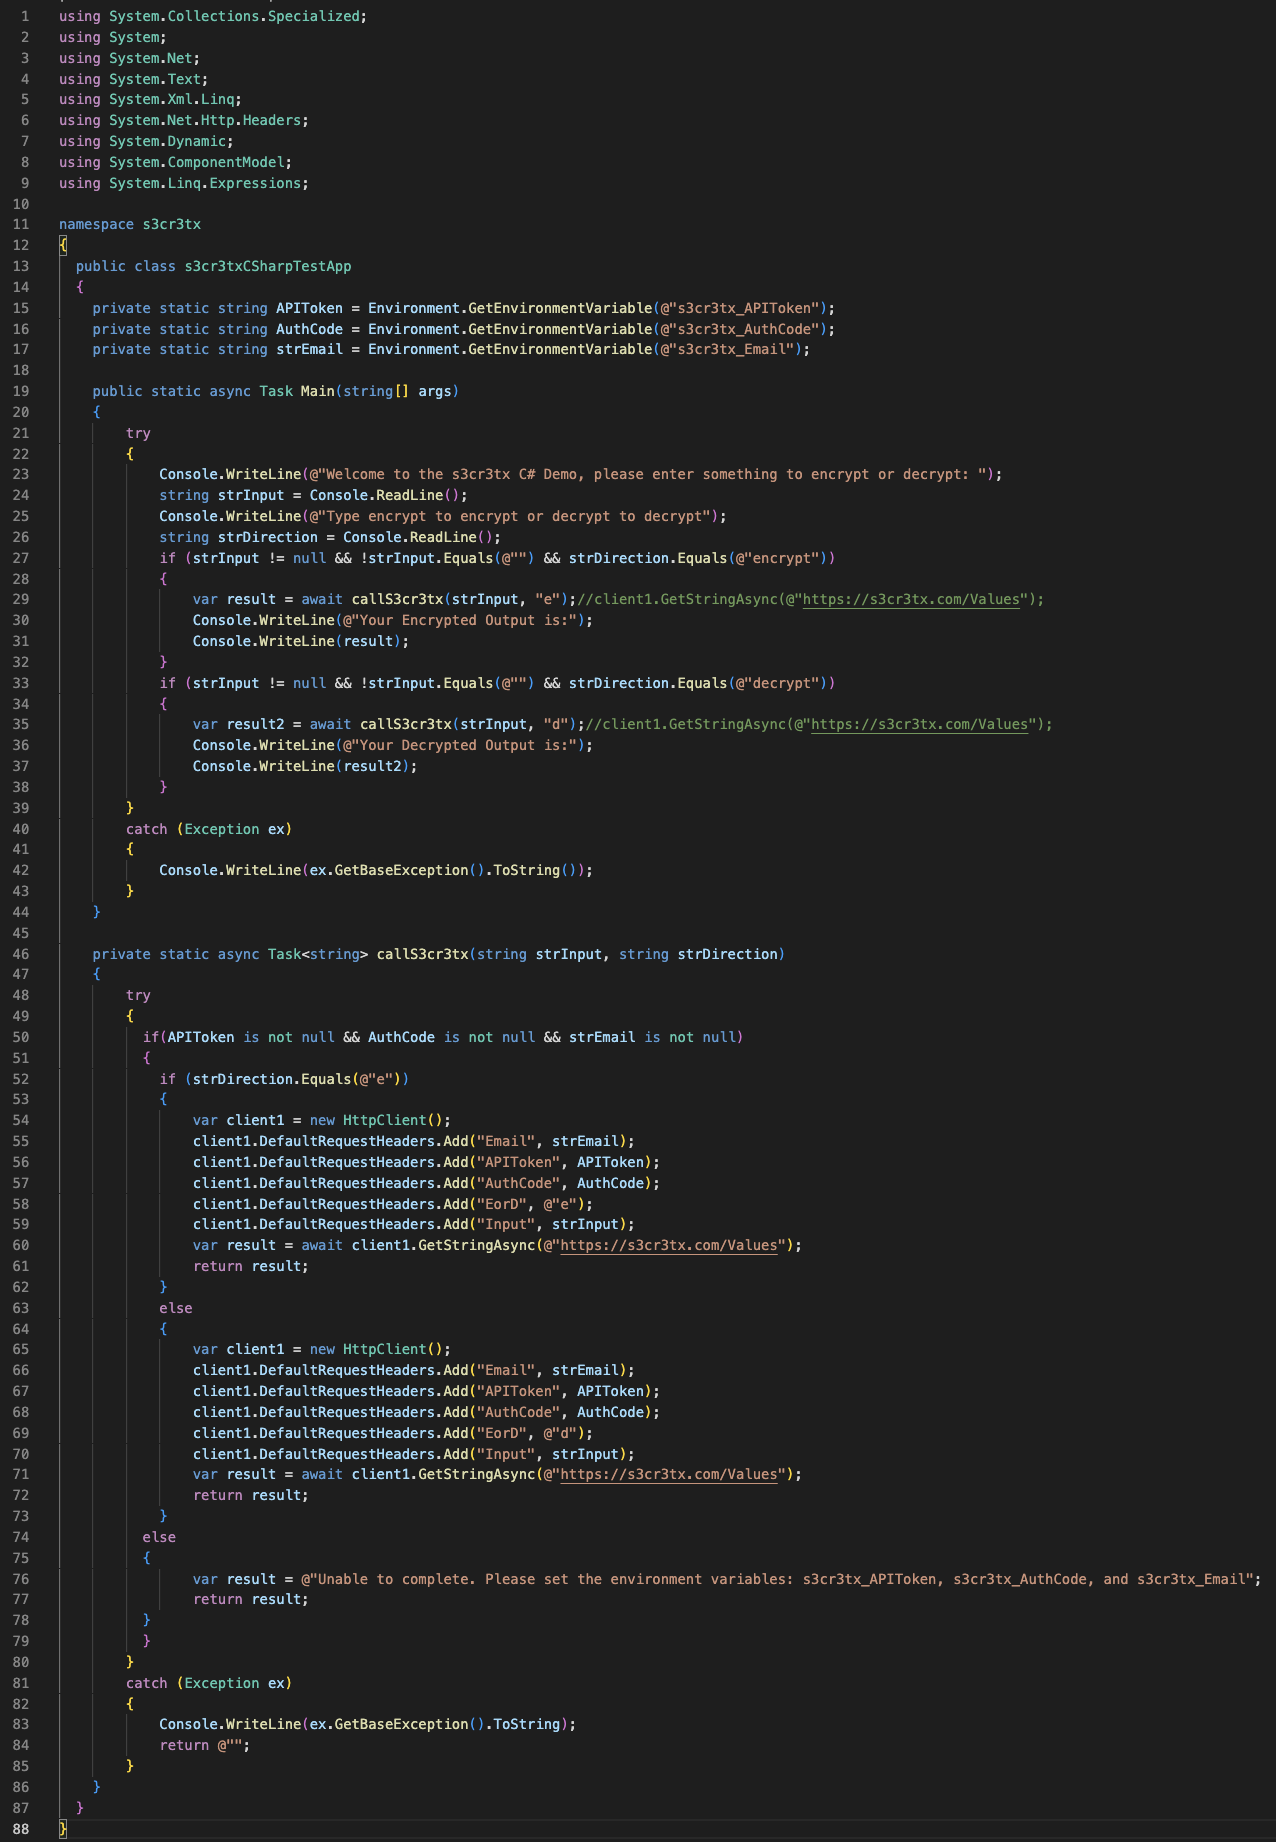 1 using System.Collections.Specialized;
2 using System;
3 using System.Net;
4 using System.Text;
5 using System.Xml.Linq;
6 using System.Net.Http.Headers;
7 using System.Dynamic;
8 using System.ComponentModel;
9 using System.Linq.Expressions;
10
11 namespace s3cr3tx
12 {
13 public class s3cr3txCSharpTestApp
14 {
15 private static string APIToken = Environment.GetEnvironmentVariable(@"s3cr3tx_APIToken");
16 private static string AuthCode = Environment.GetEnvironmentVariable(@"s3cr3tx_AuthCode");
17 private static string strEmail = Environment.GetEnvironmentVariable(@"s3cr3tx_Email");
18
19 public static async Task Main(string[] args)
20 {
21 try
22 {
23 Console.WriteLine(@"Welcome to the s3cr3tx C# Demo, please enter something to encrypt or decrypt: ");
24 string strInput = Console.ReadLine();
25 Console.WriteLine(@"Type encrypt to encrypt or decrypt to decrypt");
26 string strDirection = Console.ReadLine();
27 if (strInput != null && !strInput.Equals(@"") && strDirection.Equals(@"encrypt"))
28 {
29 var result = await callS3cr3tx(strInput, "e");//client1.GetStringAsync(@"https://s3cr3tx.com/Values");
30 Console.WriteLine(@"Your Encrypted Output is:");
31 Console.WriteLine(result);
32 }
33 if (strInput != null && !strInput.Equals(@"") && strDirection.Equals(@"decrypt"))
34 {
35 var result2 = await callS3cr3tx(strInput, "d");//client1.GetStringAsync(@"https://s3cr3tx.com/Values");
36 Console.WriteLine(@"Your Decrypted Output is:");
37 Console.WriteLine(result2);
38 }
39 }
40 catch (Exception ex)
41 {
42 Console.WriteLine(ex.GetBaseException().ToString());
43 }
44 }
45
46 private static async Task<string> callS3cr3tx(string strInput, string strDirection)
47 {
48 try
49 {
50 if(APIToken is not null && AuthCode is not null && strEmail is not null)
51 {
52 if (strDirection.Equals(@"e"))
53 {
54 var client1 = new HttpClient();
55 client1.DefaultRequestHeaders.Add("Email", strEmail);
56 client1.DefaultRequestHeaders.Add("APIToken", APIToken);
57 client1.DefaultRequestHeaders.Add("AuthCode", AuthCode);
58 client1.DefaultRequestHeaders.Add("EorD", @"e");
59 client1.DefaultRequestHeaders.Add("Input", strInput);
60 var result = await client1.GetStringAsync(@"https://s3cr3tx.com/Values");
61 return result;
62 }
63 else
64 {
65 var client1 = new HttpClient();
66 client1.DefaultRequestHeaders.Add("Email", strEmail);
67 client1.DefaultRequestHeaders.Add("APIToken", APIToken);
68 client1.DefaultRequestHeaders.Add("AuthCode", AuthCode);
69 client1.DefaultRequestHeaders.Add("EorD", @"d");
70 client1.DefaultRequestHeaders.Add("Input", strInput);
71 var result = await client1.GetStringAsync(@"https://s3cr3tx.com/Values");
72 return result;
73 }
74 else
75 {
76 var result = @"Unable to complete. Please set the environment variables: s3cr3tx_APIToken, s3cr3tx_AuthCode, and s3cr3tx_Email";
77 return result;
78 }
79 }
80 }
81 catch (Exception ex)
82 {
83 Console.WriteLine(ex.GetBaseException().ToString);
84 return @"";
85 }
86 }
87 }
88 }